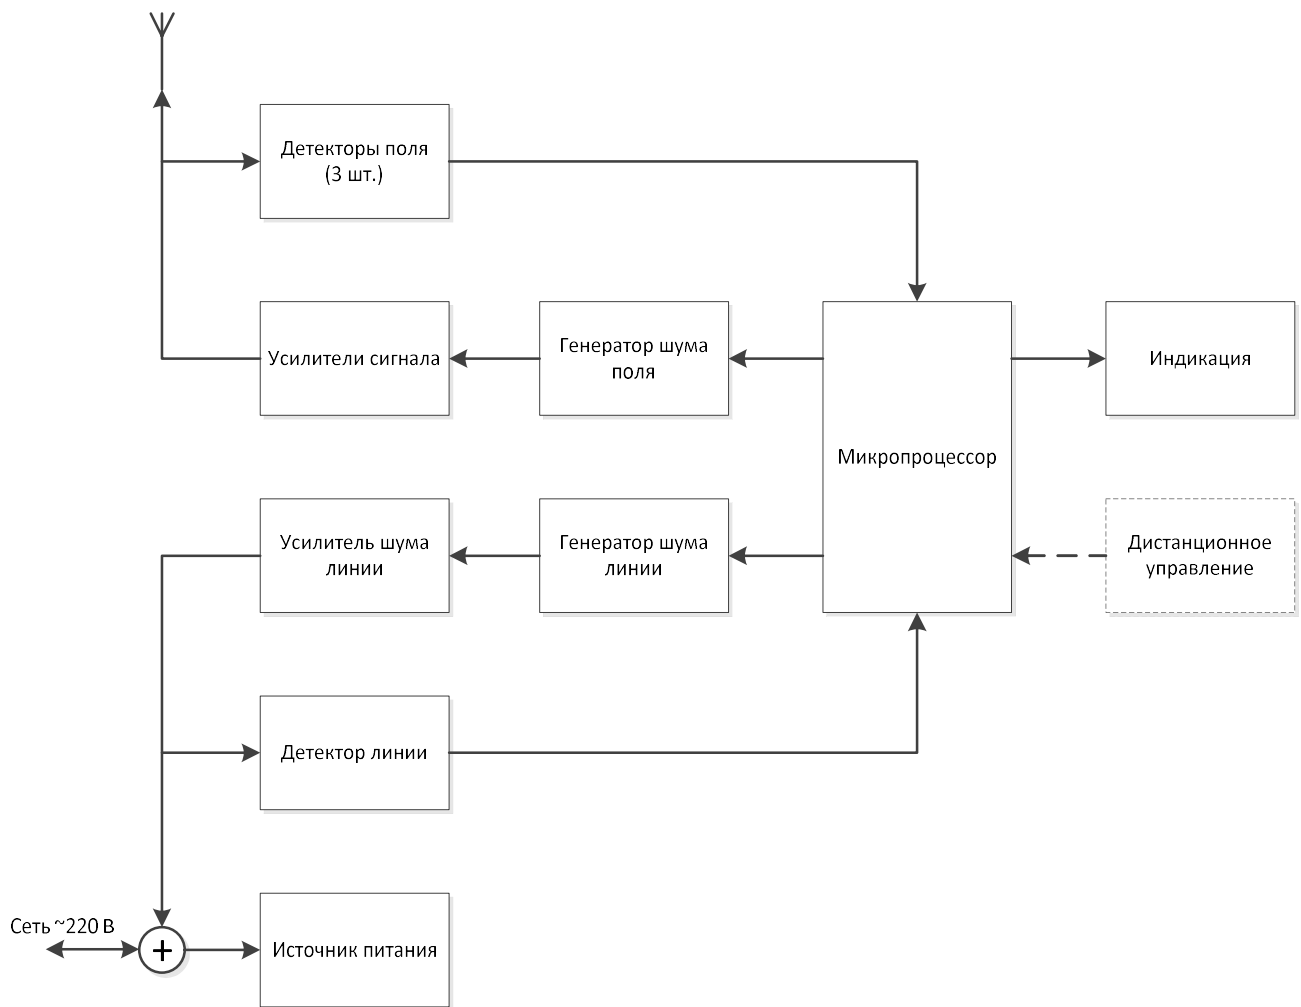 Детекторы поля
(3 шт.)
Усилители сигнала
Генератор шума
поля
Микропроцессор
Индикация
Усилитель шума
линии
Генератор шума
линии
Дистанционное
управление
Детектор линии
Сеть ~220 В
+
Источник питания